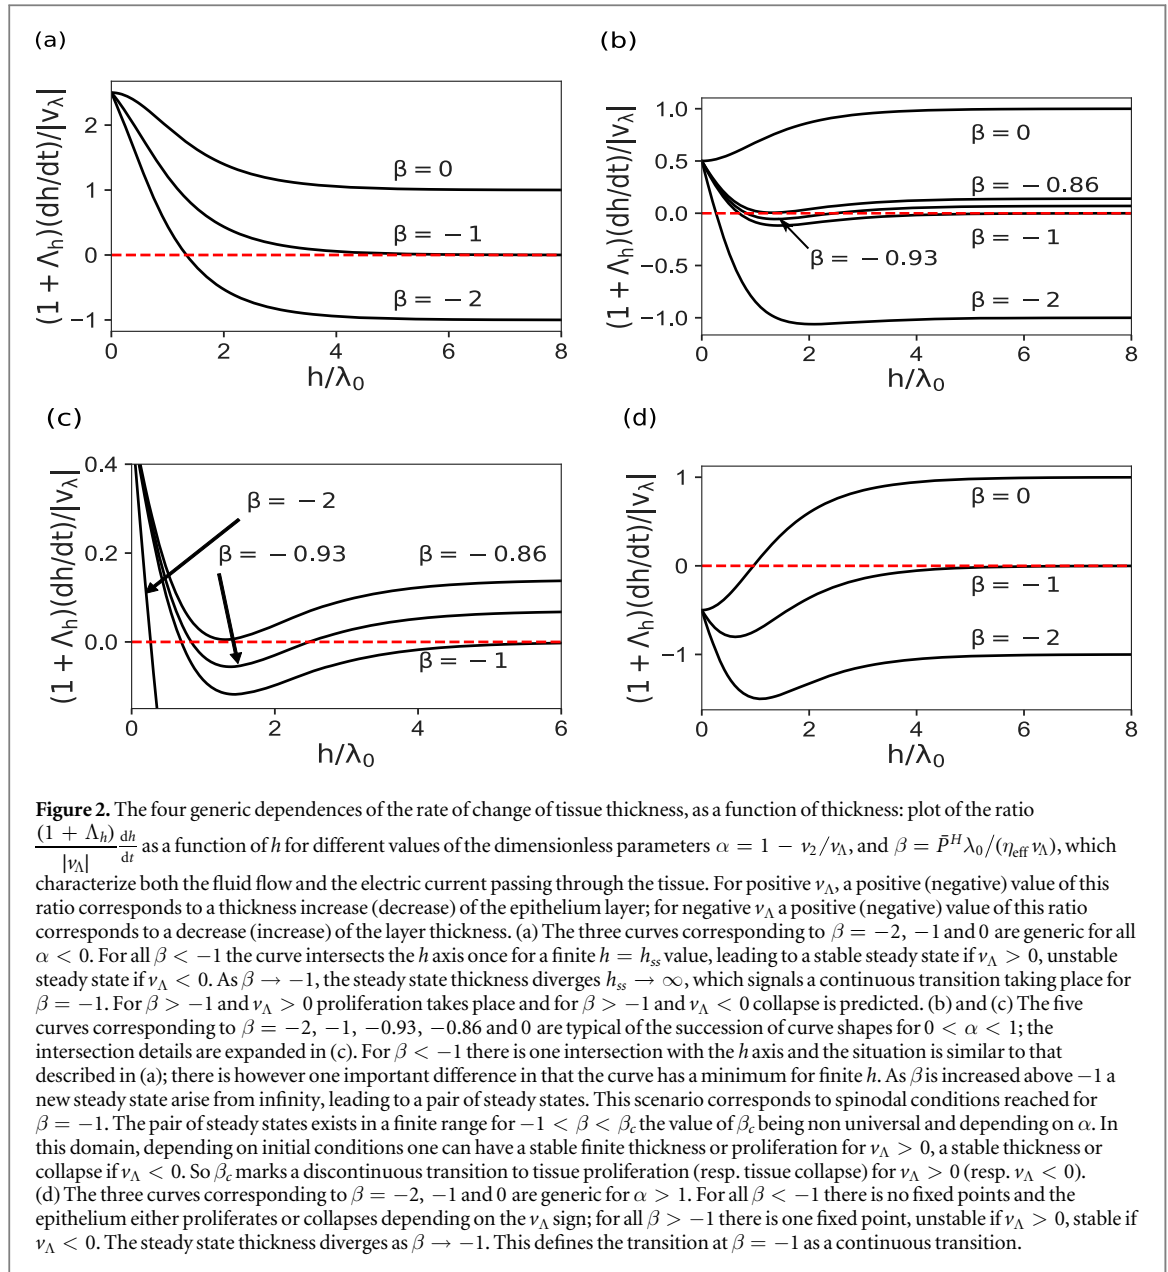 (a)
(1 + Λh)(dh/dt)/|vλ|
2
1
0
−1
β = 0
β = −1
β = −2
0 2 4 6 8
h/λ0
(b)
(1 + Λh)(dh/dt)/|vλ|
1.0
0.5
0.0
−0.5
−1.0
β = 0
β = −0.86
β = −1
β = −0.93
β = −2
0 2 4 6 8
h/λ0
(c)
(1 + Λh)(dh/dt)/|vλ|
0.4
0.2
0.0
β = −2
β = −0.93
β = −0.86
β = −1
0 1 2 3 4 5 6
h/λ0
(d)
(1 + Λh)(dh/dt)/|vλ|
1
0
−1
β = 0
β = −1
β = −2
0 1 2 3 4 5 6 7 8
h/λ0
Figure 2. The four generic dependences of the rate of change of tissue thickness, as a function of thickness: plot of the ratio
(1 + Λh)/|νΛ| dh/dt as a function of h for different values of the dimensionless parameters α = 1 − ν2/νΛ, and β = P̄^H λ0/(ηeff νΛ), which
characterize both the fluid flow and the electric current passing through the tissue. For positive νΛ, a positive (negative) value of this
ratio corresponds to a thickness increase (decrease) of the epithelium layer; for negative νΛ a positive (negative) value of this ratio
corresponds to a decrease (increase) of the layer thickness. (a) The three curves corresponding to β = −2, −1 and 0 are generic for all
α < 0. For all β < −1 the curve intersects the h axis once for a finite h = hss value, leading to a stable steady state if νΛ > 0, unstable
steady state if νΛ < 0. As β → −1, the steady state thickness diverges hss → ∞, which signals a continuous transition taking place for
β = −1. For β > −1 and νΛ > 0 proliferation takes place and for β > −1 and νΛ < 0 collapse is predicted. (b) and (c) The five
curves corresponding to β = −2, −1, −0.93, −0.86 and 0 are typical of the succession of curve shapes for 0 < α < 1; the
intersection details are expanded in (c). For β < −1 there is one intersection with the h axis and the situation is similar to that
described in (a); there is however one important difference in that the curve has a minimum for finite h. As β is increased above −1 a
new steady state arise from infinity, leading to a pair of steady states. This scenario corresponds to spinodal conditions reached for
β = −1. The pair of steady states exists in a finite range for −1 < β < βc the value of βc being non universal and depending on α. In
this domain, depending on initial conditions one can have a stable finite thickness or proliferation for νΛ > 0, a stable thickness or
collapse if νΛ < 0. So βc marks a discontinuous transition to tissue proliferation (resp. tissue collapse) for νΛ > 0 (resp. νΛ < 0).
(d) The three curves corresponding to β = −2, −1 and 0 are generic for α > 1. For all β < −1 there is no fixed points and the
epithelium either proliferates or collapses depending on the νΛ sign; for all β > −1 there is one fixed point, unstable if νΛ > 0, stable if
νΛ < 0. The steady state thickness diverges as β → −1. This defines the transition at β = −1 as a continuous transition.